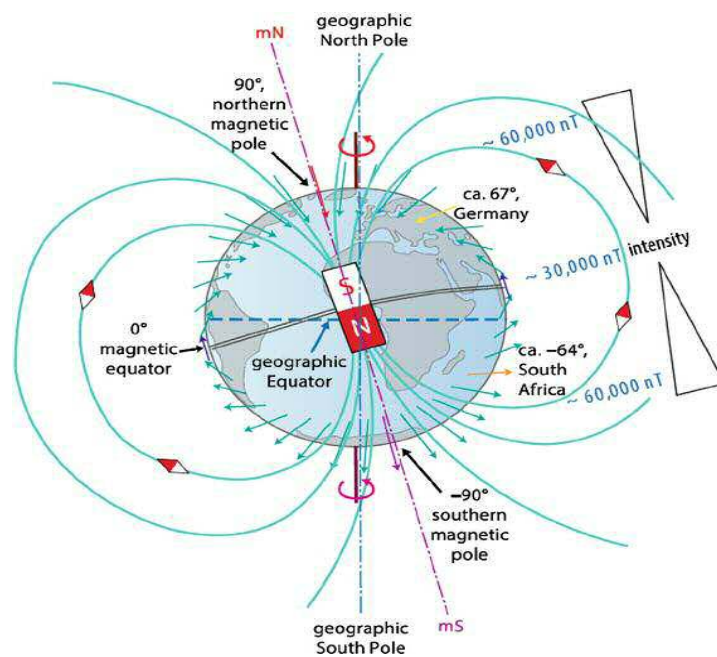 geographic
North Pole
mN
90°,
northern
magnetic
pole
~ 60,000 nT
ca. 67°,
Germany
~ 30,000 nT intensity
S
N
0°
magnetic
equator
geographic
Equator
ca. –64°,
South
Africa
~ 60,000 nT
–90°
southern
magnetic
pole
mS
geographic
South Pole